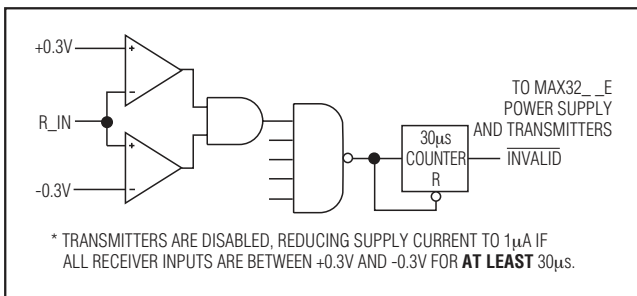 +0.3V
R_IN
-0.3V
+
-
+
-
30µs
COUNTER
R
TO MAX32_ _E
POWER SUPPLY
AND TRANSMITTERS
INVALID
* TRANSMITTERS ARE DISABLED, REDUCING SUPPLY CURRENT TO 1µA IF
ALL RECEIVER INPUTS ARE BETWEEN +0.3V AND -0.3V FOR AT LEAST 30µs.